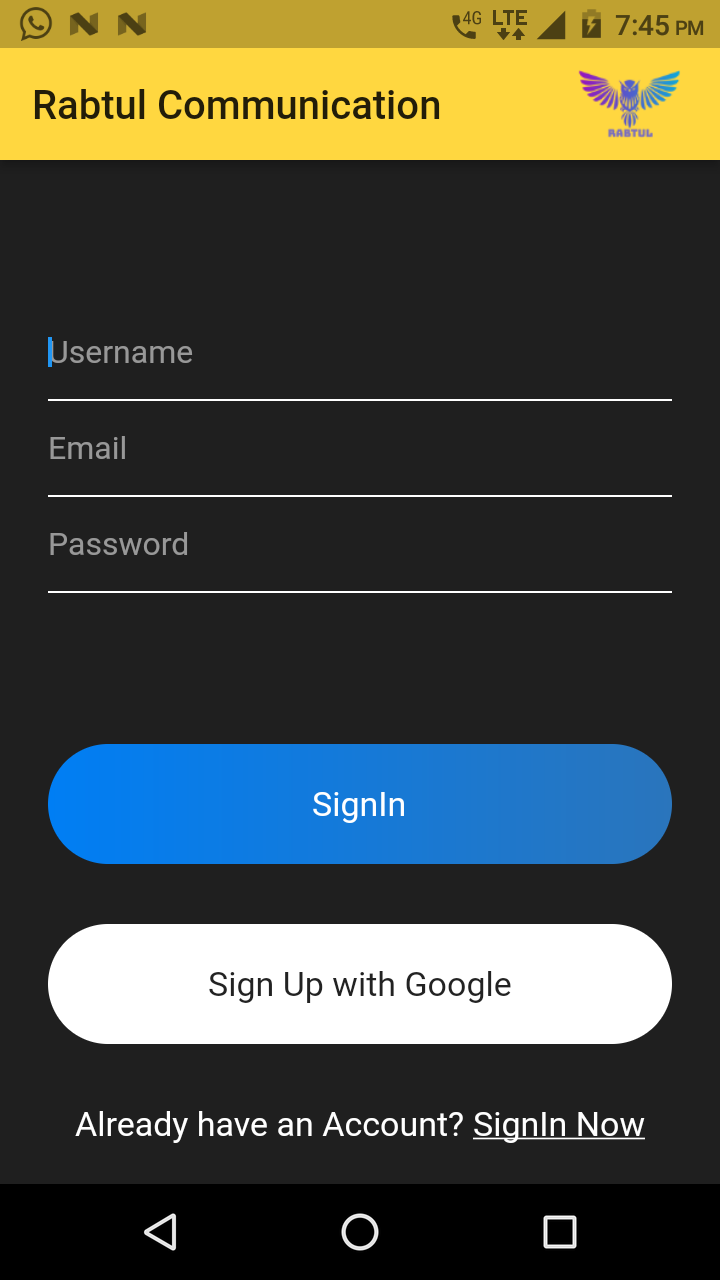 4G LTE 7:45 PM
Rabtul Communication
RABTUL
Username
Email
Password
SignIn
Sign Up with Google
Already have an Account? SignIn Now